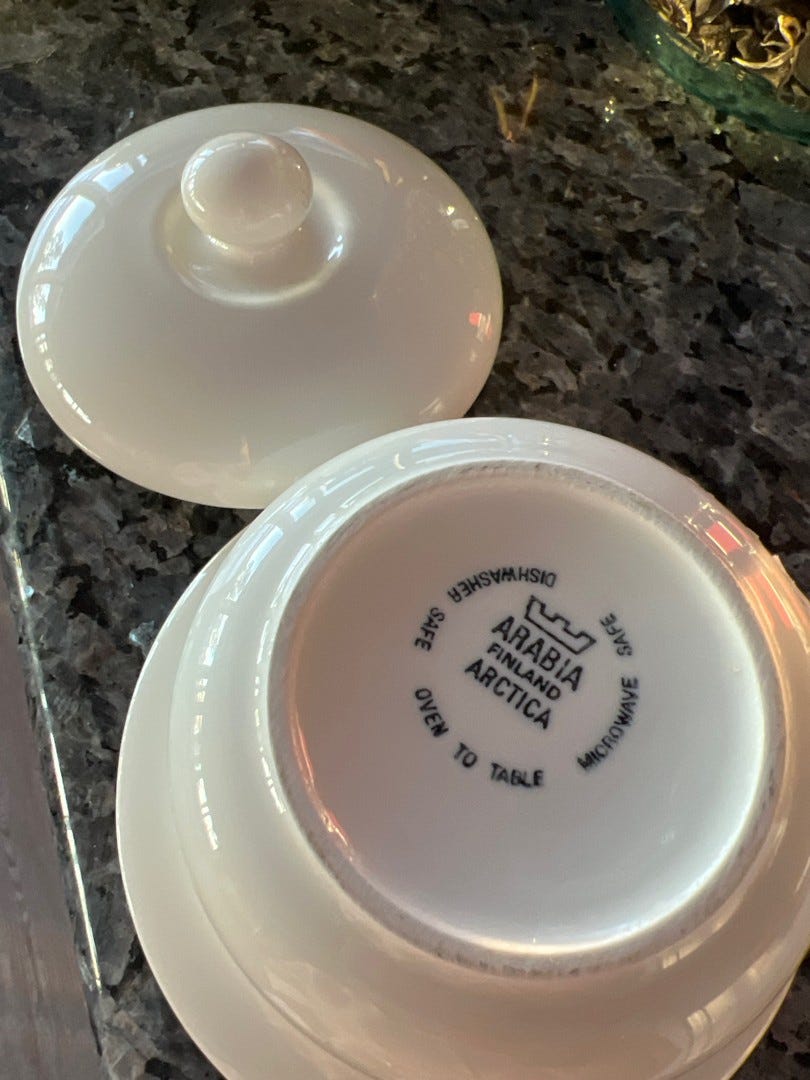 ARABIA
FINLAND
ARCTICA
DISHWASHER SAFE
MICROWAVE SAFE
OVEN TO TABLE